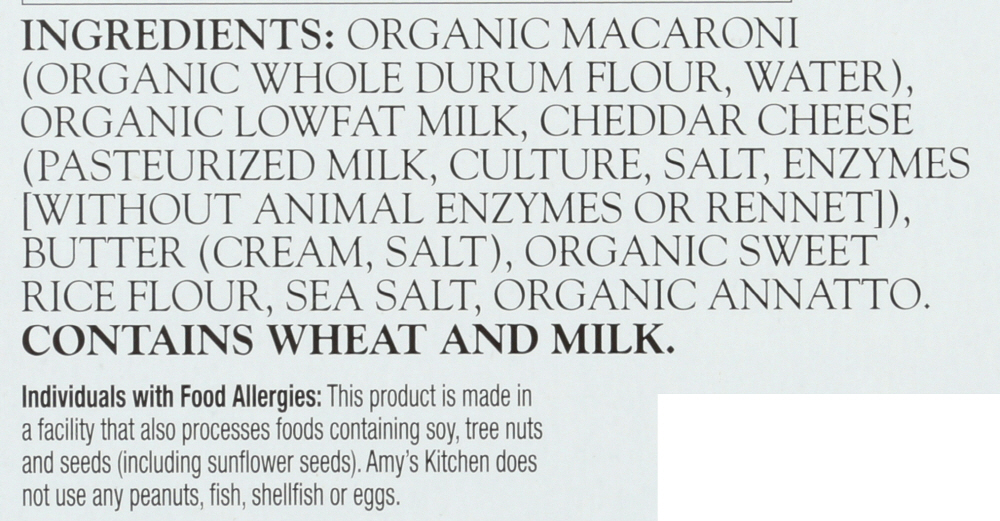 INGREDIENTS: ORGANIC MACARONI
(ORGANIC WHOLE DURUM FLOUR, WATER),
ORGANIC LOWFAT MILK, CHEDDAR CHEESE
(PASTEURIZED MILK, CULTURE, SALT, ENZYMES
[WITHOUT ANIMAL ENZYMES OR RENNET]),
BUTTER (CREAM, SALT), ORGANIC SWEET
RICE FLOUR, SEA SALT, ORGANIC ANNATTO.
CONTAINS WHEAT AND MILK.
Individuals with Food Allergies: This product is made in
a facility that also processes foods containing soy, tree nuts
and seeds (including sunflower seeds). Amy's Kitchen does
not use any peanuts, fish, shellfish or eggs.